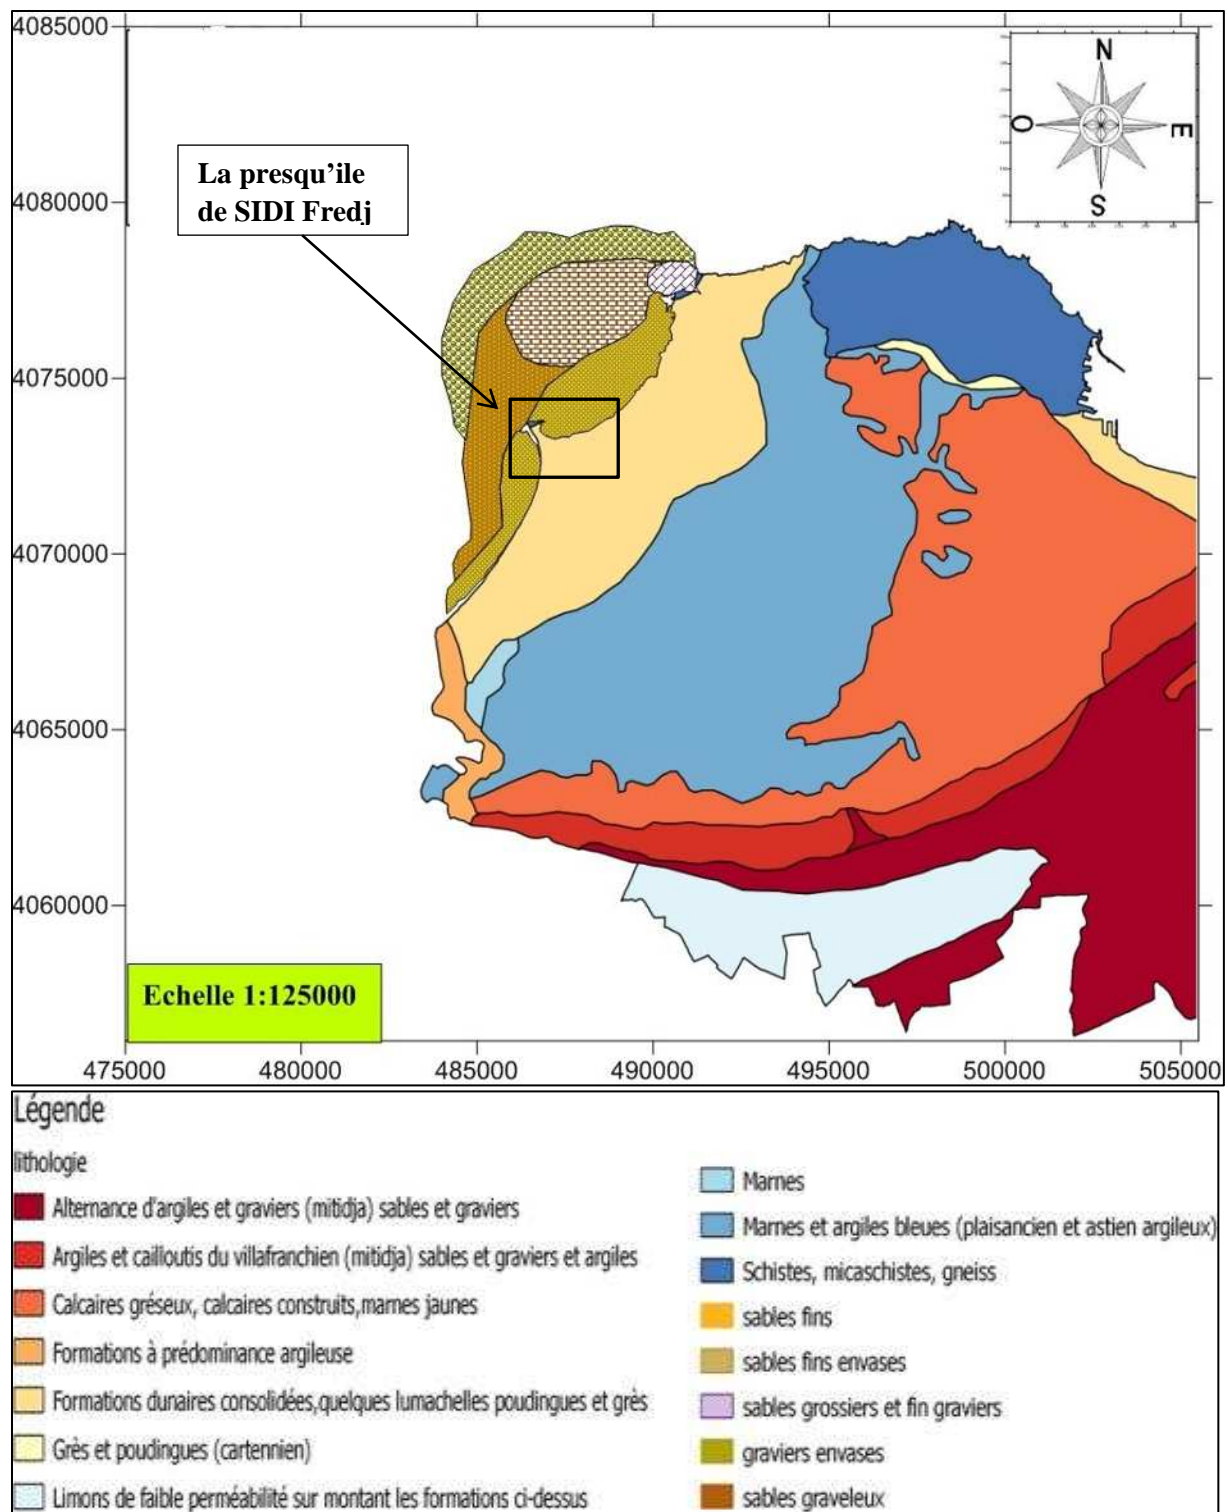 4085000
N
O
E
S
La presqu’ile
de SIDI Fredj
4080000
4075000
4070000
4065000
4060000
Echelle 1:125000
475000 480000 485000 490000 495000 500000 505000
Légende
lithologie
Alternance d'argiles et graviers (mitidja) sables et graviers
Argiles et cailloutis du villafranchien (mitidja) sables et graviers et argiles
Calcaires gréseux, calcaires construits,marnes jaunes
Formations à prédominance argileuse
Formations dunaires consolidées,quelques lumachelles poudingues et grès
Grès et poudingues (cartennien)
Limons de faible perméabilité sur montant les formations ci-dessus
Marnes
Marnes et argiles bleues (plaisancien et astien argileux)
Schistes, micaschistes, gneiss
sables fins
sables fins envases
sables grossiers et fin graviers
graviers envases
sables graveleux